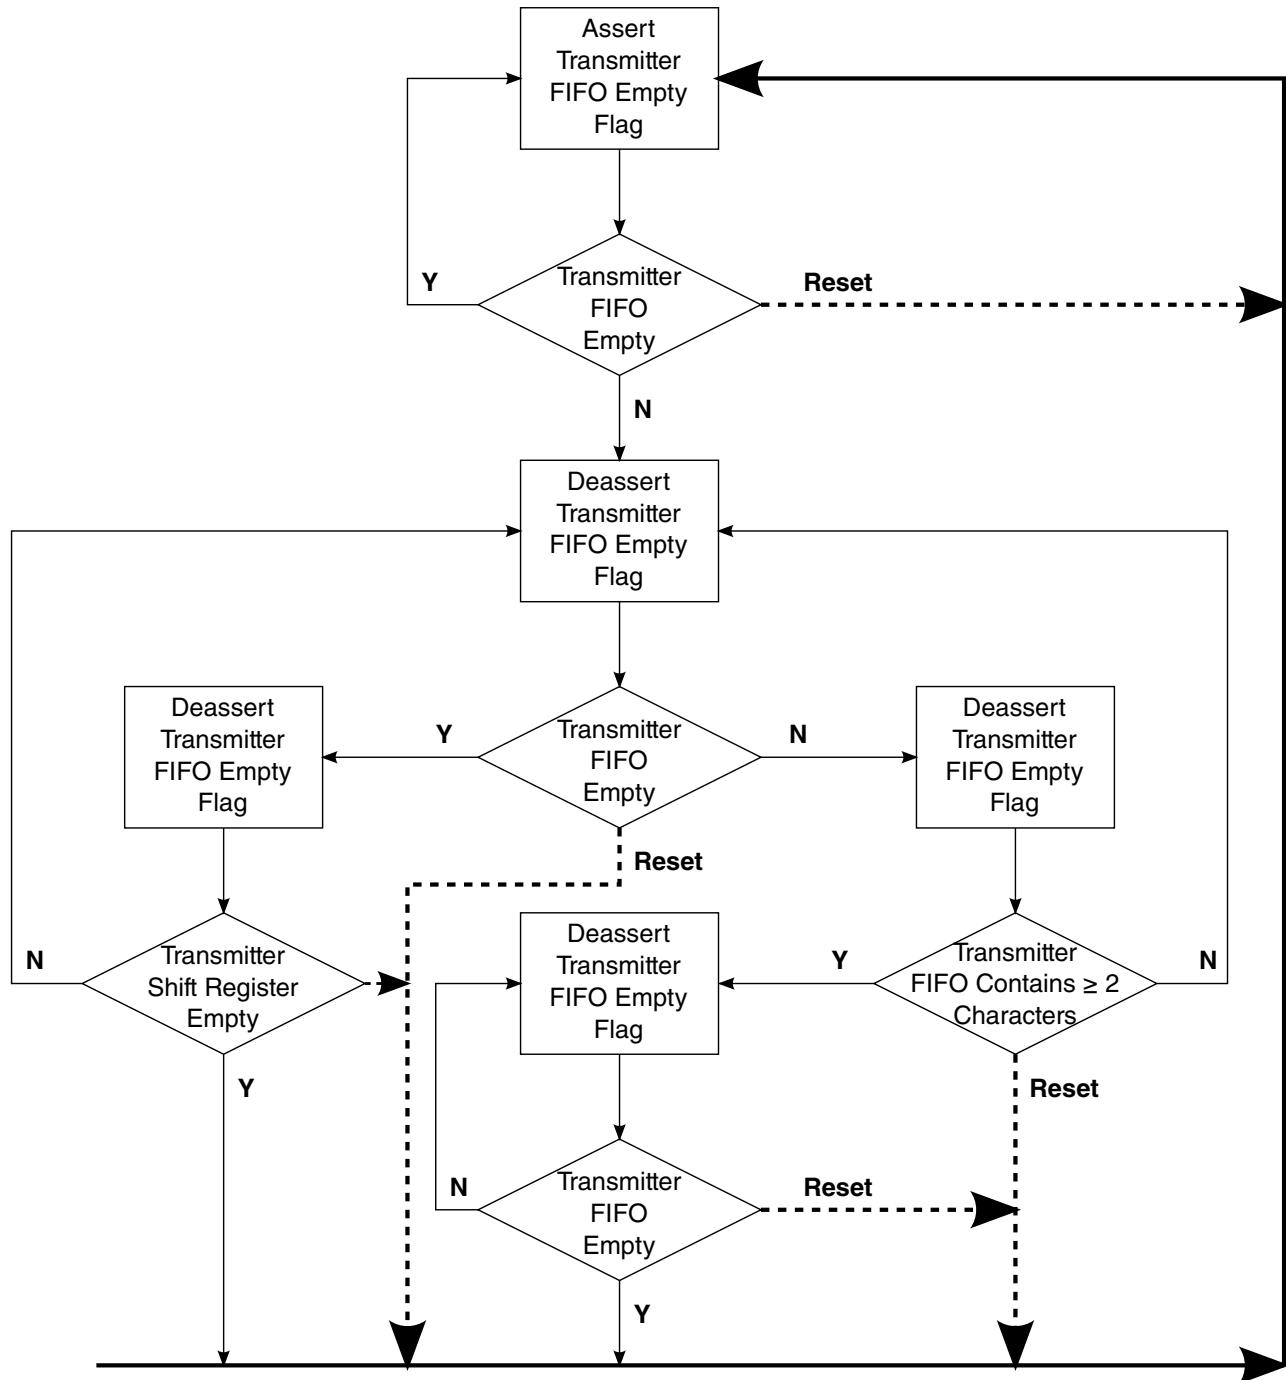 Assert
Transmitter
FIFO Empty
Flag
Y
Transmitter
FIFO
Empty
Reset
N
Deassert
Transmitter
FIFO Empty
Flag
Deassert
Transmitter
FIFO Empty
Flag
Y
Transmitter
FIFO
Empty
N
Deassert
Transmitter
FIFO Empty
Flag
Reset
N
Transmitter
Shift Register
Empty
Deassert
Transmitter
FIFO Empty
Flag
Y
Transmitter
FIFO Contains ≥ 2
Characters
N
Y
Reset
N
Transmitter
FIFO
Empty
Reset
Y